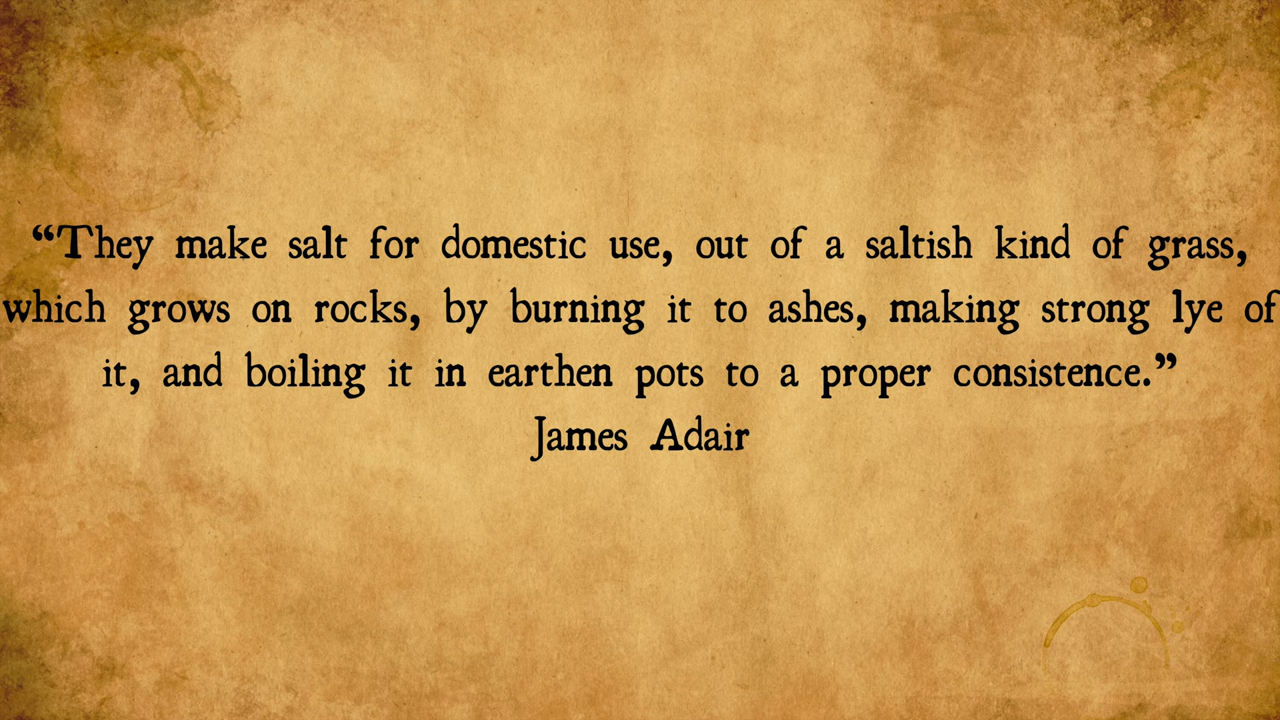 “They make salt for domestic use, out of a saltish kind of grass,
which grows on rocks, by burning it to ashes, making strong lye of
it, and boiling it in earthen pots to a proper consistence.”
James Adair